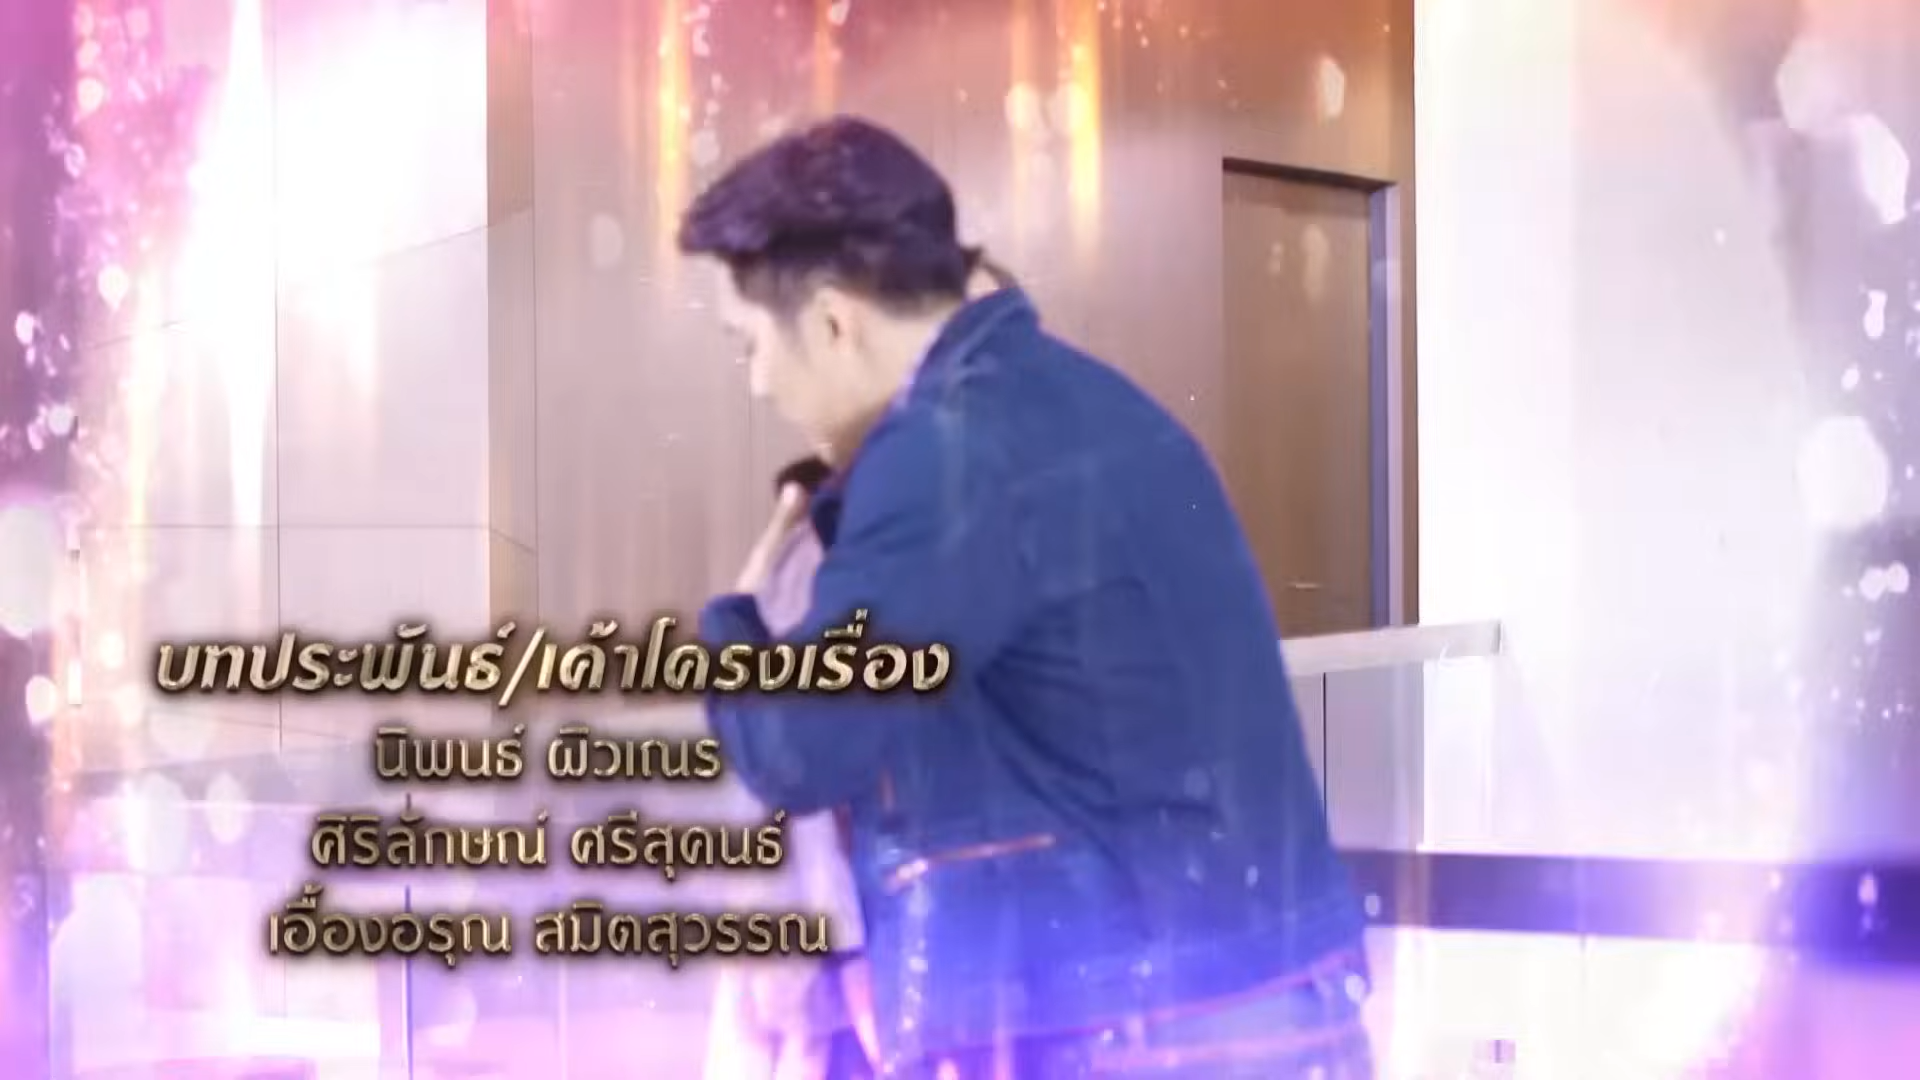 บทประพันธ์/เค้าโครงเรื่อง
นิพนธ์ ผิวเณร
ศิริลักษณ์ ศรีสุคนธ์
เอื้องอรุณ สมิตสุวรรณ